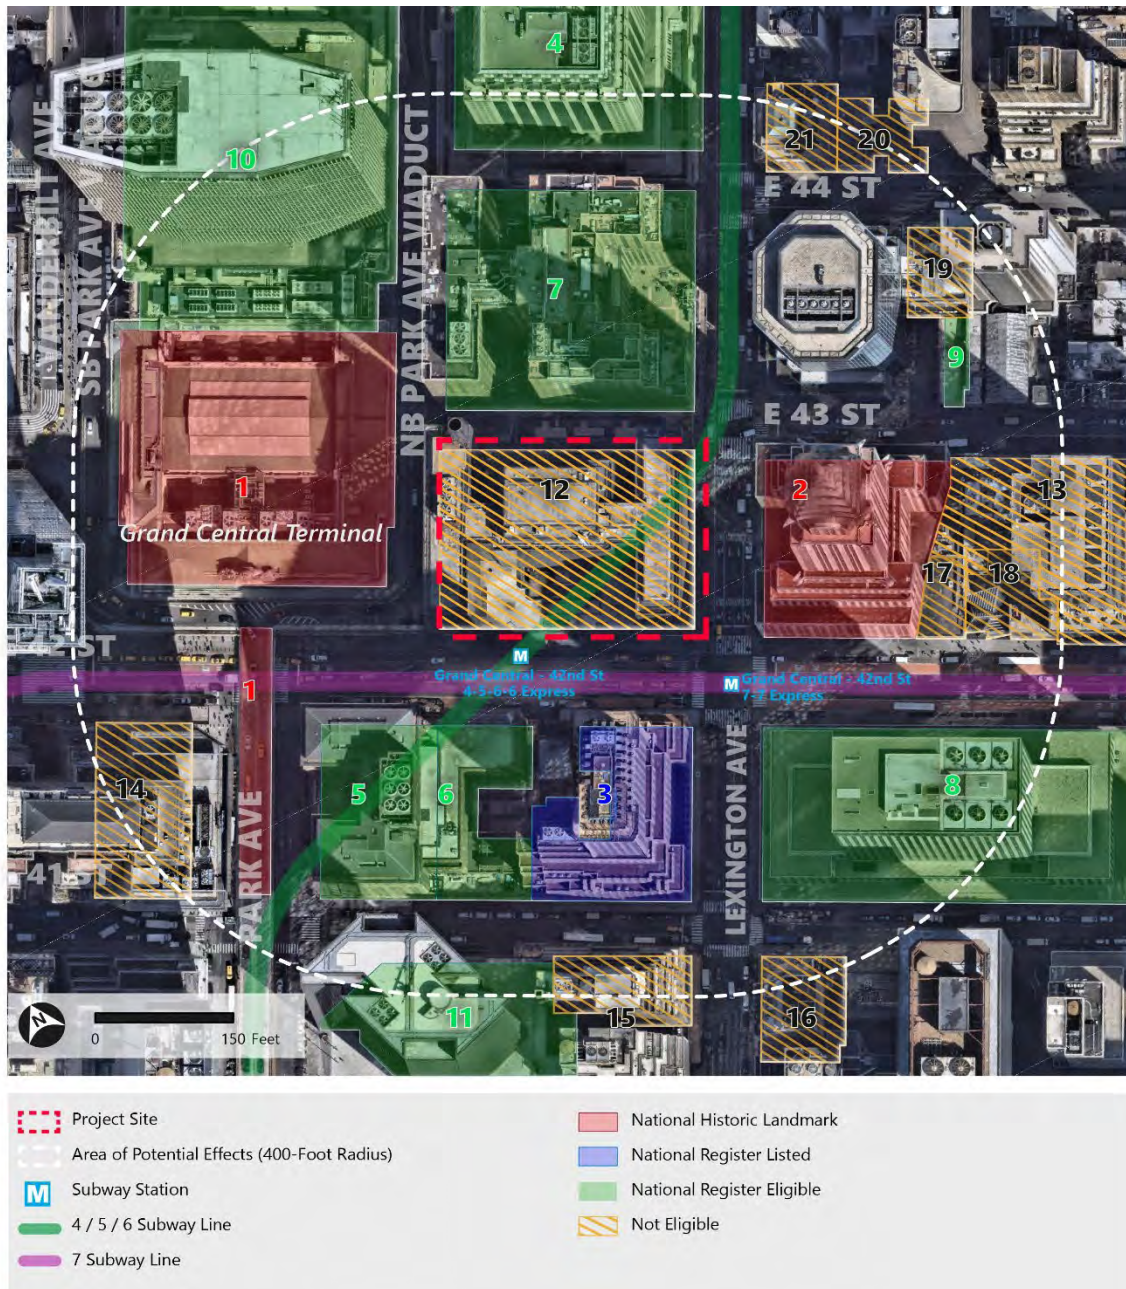 4
21
20
10
E 44 ST
VANDERBILT AVE
SB PARK AVE VIADUCT
NB PARK AVE VIADUCT
19
7
9
E 43 ST
1
12
2
13
Grand Central Terminal
17
18
42 ST
M
Grand Central - 42nd St
4-5-6-6 Express
M
Grand Central - 42nd St
7-7 Express
1
14
5
6
3
8
LEXINGTON AVE
PARK AVE
41 ST
11
15
16
N
0
150 Feet
Project Site
Area of Potential Effects (400-Foot Radius)
M
Subway Station
4 / 5 / 6 Subway Line
7 Subway Line
National Historic Landmark
National Register Listed
National Register Eligible
Not Eligible